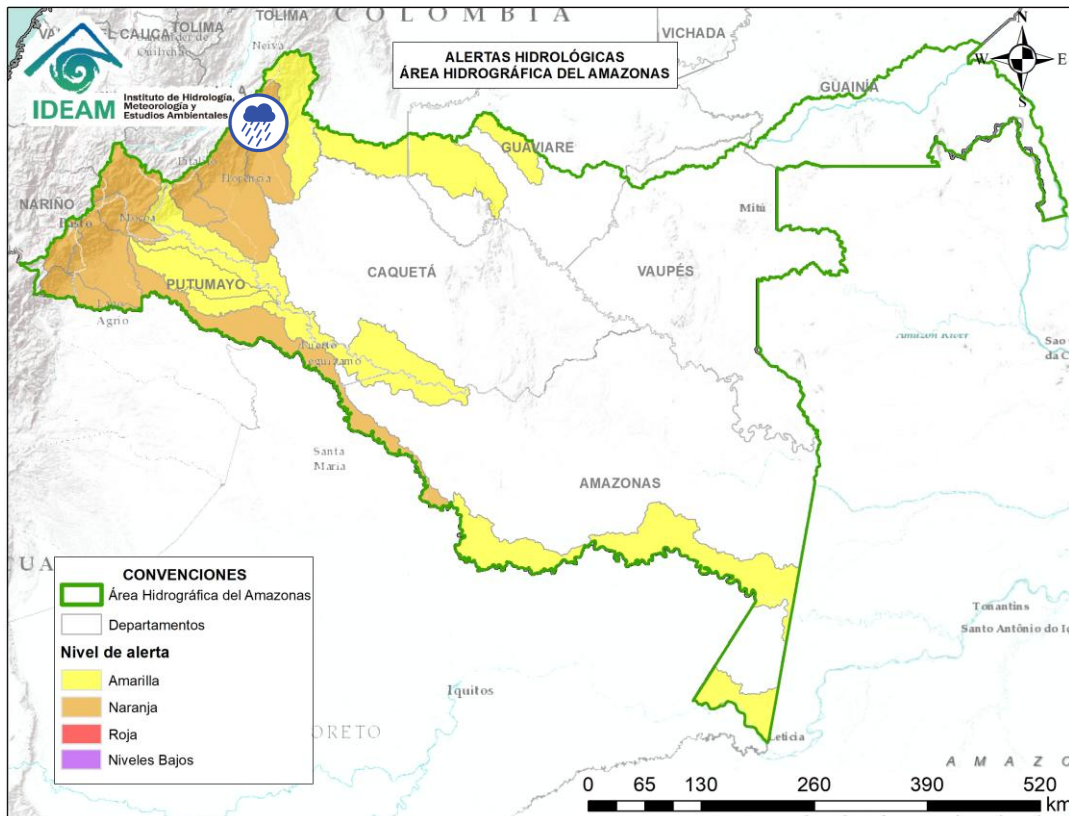 COLOMBIA
TOLIMA
TOLIMA
Neiva
VICHADA
N
W
E
S
IDEAM
Instituto de Hidrología,
Meteorología y
Estudios Ambientales
ALERTAS HIDROLÓGICAS
ÁREA HIDROGRÁFICA DEL AMAZONAS
GUAINÍA
GUAVIARE
NARIÑO
Mocoa
Mitú
CAQUETÁ
VAUPÉS
PUTUMAYO
Agrio
Amazon River
Puerto
Santa
María
AMAZONAS
CONVENCIONES
Área Hidrográfica del Amazonas
Departamentos
Nivel de alerta
Amarilla
Naranja
Roja
Niveles Bajos
Tonantins
Santo Antônio do
Iquitos
ORETO
Leticia
AMAZO
0 65 130 260 390 520
km